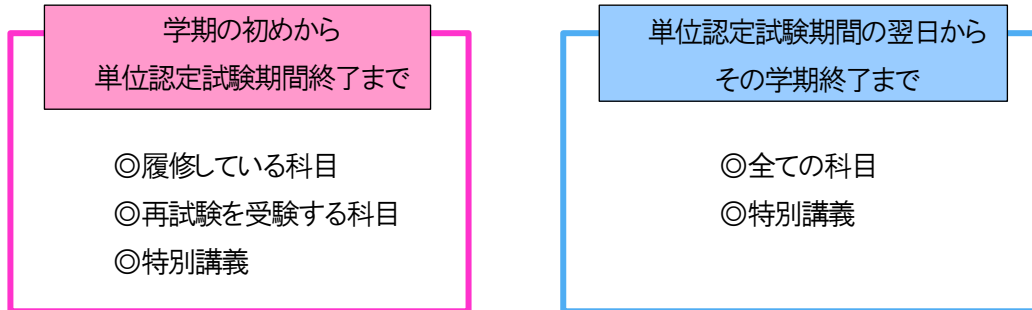 学期の初めから
単位認定試験期間終了まで
◎履修している科目
◎再試験を受験する科目
◎特別講義
単位認定試験期間の翌日から
その学期終了まで
◎全ての科目
◎特別講義